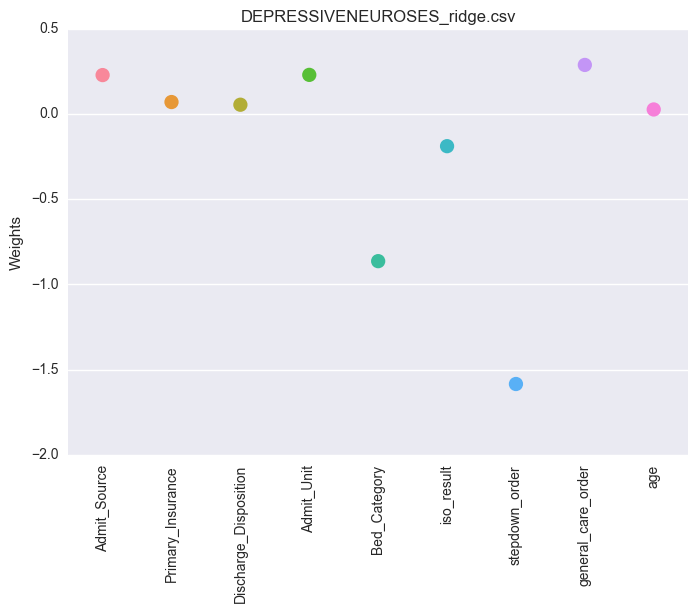 DEPRESSIVENEUROSES_ridge.csv
0.5
0.0
−0.5
−1.0
−1.5
−2.0
Weights
Admit_Source
Primary_Insurance
Discharge_Disposition
Admit_Unit
Bed_Category
iso_result
stepdown_order
general_care_order
age